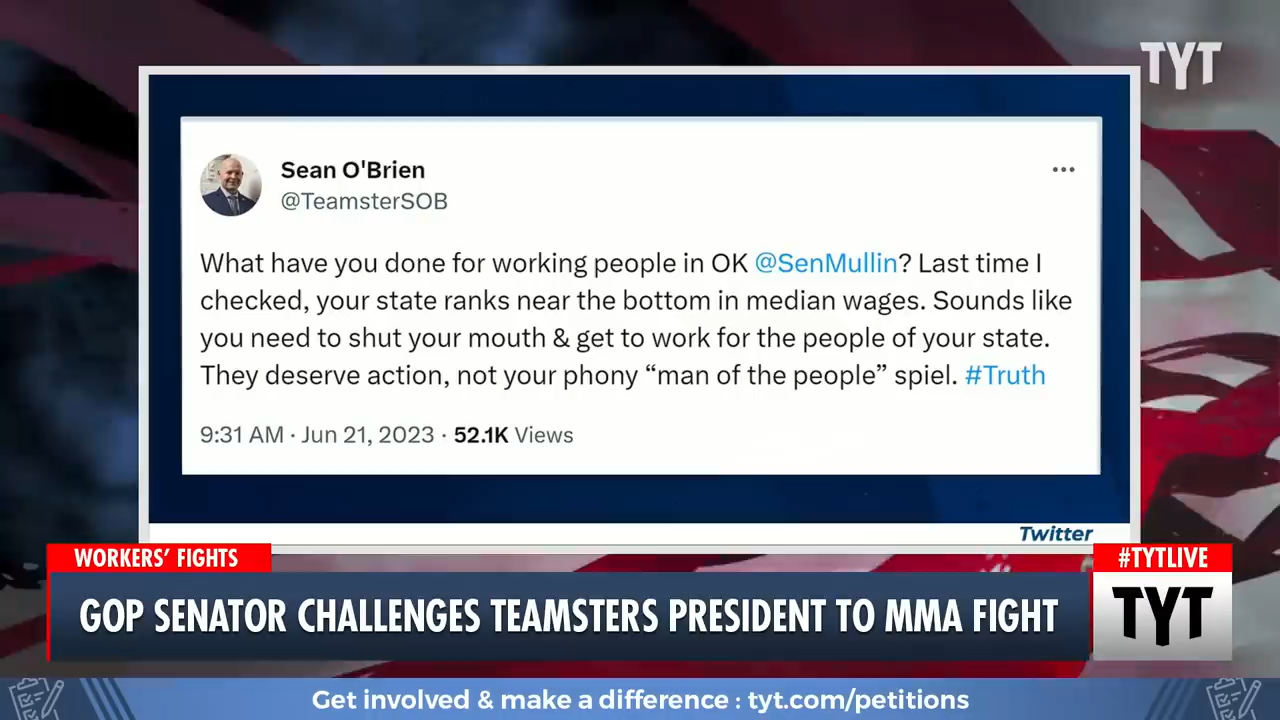 TYT
Sean O'Brien
@TeamsterSOB
What have you done for working people in OK @SenMullin? Last time I
checked, your state ranks near the bottom in median wages. Sounds like
you need to shut your mouth & get to work for the people of your state.
They deserve action, not your phony “man of the people” spiel. #Truth
9:31 AM · Jun 21, 2023 · 52.1K Views
Twitter
WORKERS’ FIGHTS
#TYTLIVE
GOP SENATOR CHALLENGES TEAMSTERS PRESIDENT TO MMA FIGHT
TYT
Get involved & make a difference : tyt.com/petitions